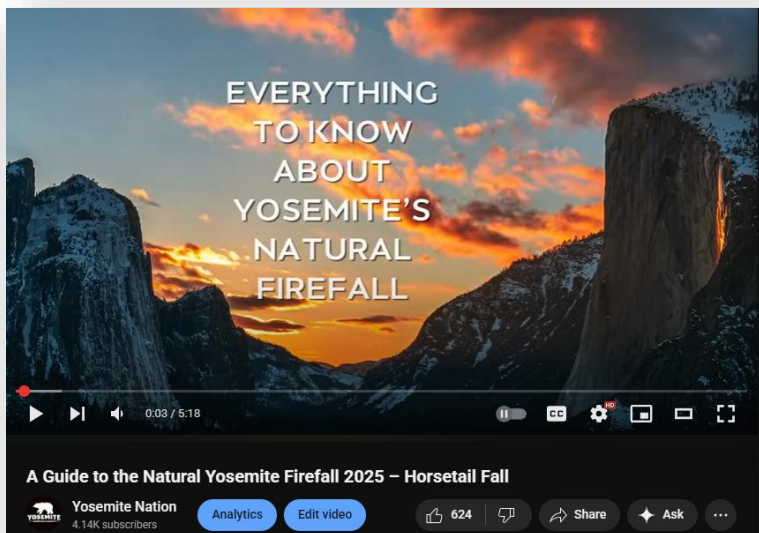 EVERYTHING
TO KNOW
ABOUT
YOSEMITE'S
NATURAL
FIREFALL
0:03 / 5:18
CC
HD
A Guide to the Natural Yosemite Firefall 2025 – Horsetail Fall
YOSEMITE
Yosemite Nation
4.14K subscribers
Analytics
Edit video
624
Share
Ask